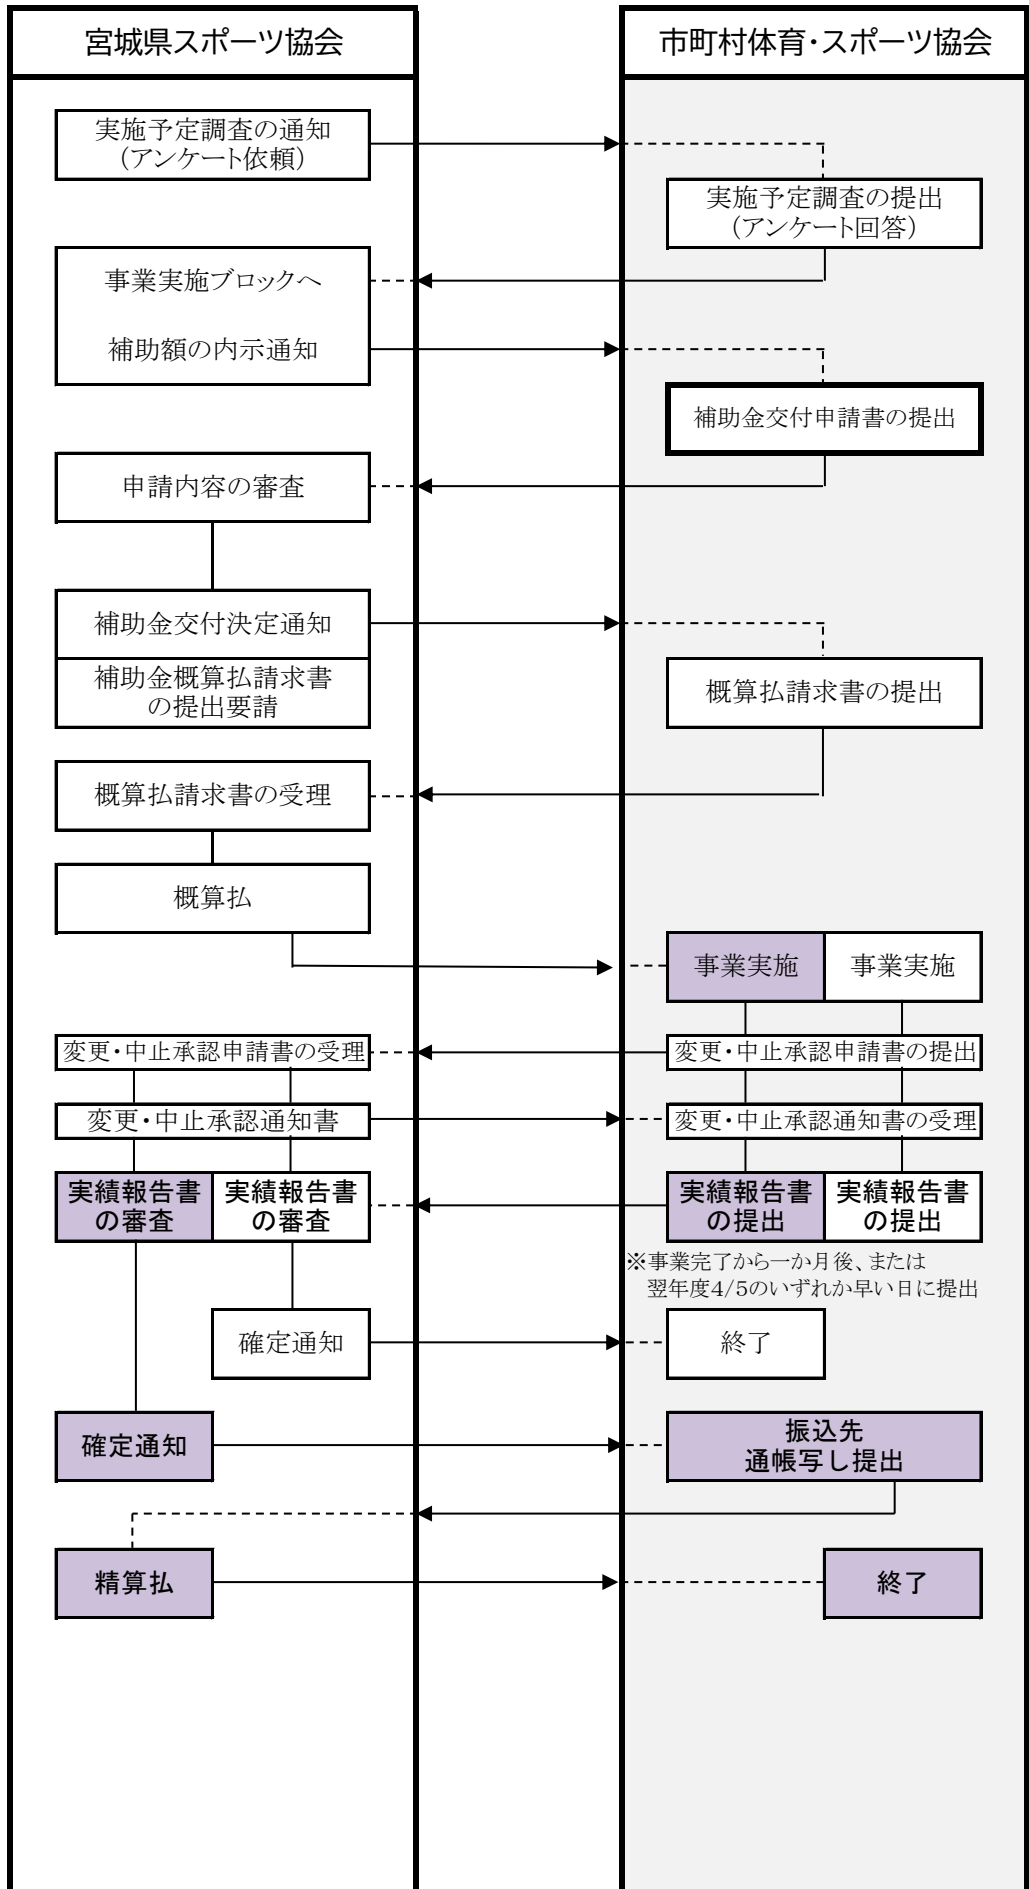 宮城県スポーツ協会
市町村体育・スポーツ協会
実施予定調査の通知
（アンケート依頼）
実施予定調査の提出
（アンケート回答）
事業実施ブロックへ
補助額の内示通知
補助金交付申請書の提出
申請内容の審査
補助金交付決定通知
補助金概算払請求書
の提出要請
概算払請求書の提出
概算払請求書の受理
概算払
事業実施
事業実施
変更・中止承認申請書の受理
変更・中止承認申請書の提出
変更・中止承認通知書
変更・中止承認通知書の受理
実績報告書
の審査
実績報告書
の審査
実績報告書
の提出
実績報告書
の提出
※事業完了から一か月後、または
翌年度4/5のいずれか早い日に提出
確定通知
終了
確定通知
振込先
通帳写し提出
精算払
終了